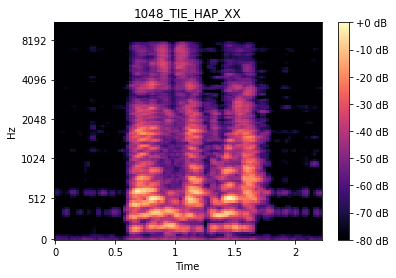 1048_TIE_HAP_XX
Hz
8192
4096
2048
1024
512
0
0
0.5
1
1.5
2
Time
+0 dB
-10 dB
-20 dB
-30 dB
-40 dB
-50 dB
-60 dB
-70 dB
-80 dB